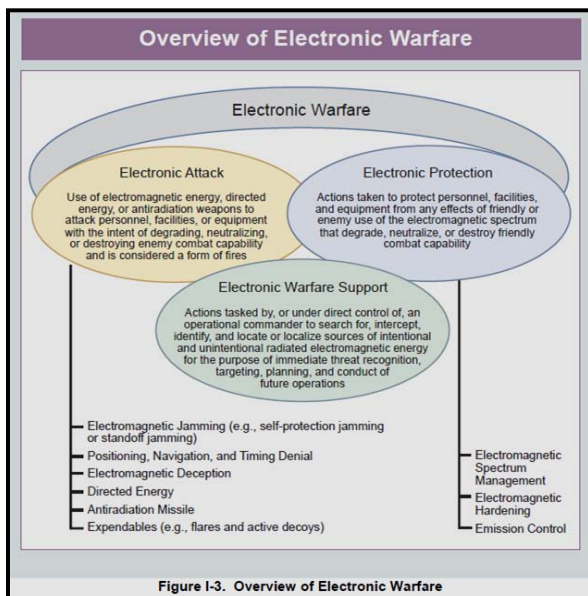 Overview of Electronic Warfare
Electronic Warfare
Electronic Attack
Use of electromagnetic energy, directed
energy, or antiradiation weapons to
attack personnel, facilities, or equipment
with the intent of degrading, neutralizing,
or destroying enemy combat capability
and is considered a form of fires
Electronic Protection
Actions taken to protect personnel, facilities,
and equipment from any effects of friendly or
enemy use of the electromagnetic spectrum
that degrade, neutralize, or destroy friendly
combat capability
Electronic Warfare Support
Actions tasked by, or under direct control of, an
operational commander to search for, intercept,
identify, and locate or localize sources of intentional
and unintentional radiated electromagnetic energy
for the purpose of immediate threat recognition,
targeting, planning, and conduct of
future operations
Electromagnetic Jamming (e.g., self-protection jamming
or standoff jamming)
Positioning, Navigation, and Timing Denial
Electromagnetic Deception
Directed Energy
Antiradiation Missile
Expendables (e.g., flares and active decoys)
Electromagnetic
Spectrum
Management
Electromagnetic
Hardening
Emission Control
Figure I-3. Overview of Electronic Warfare